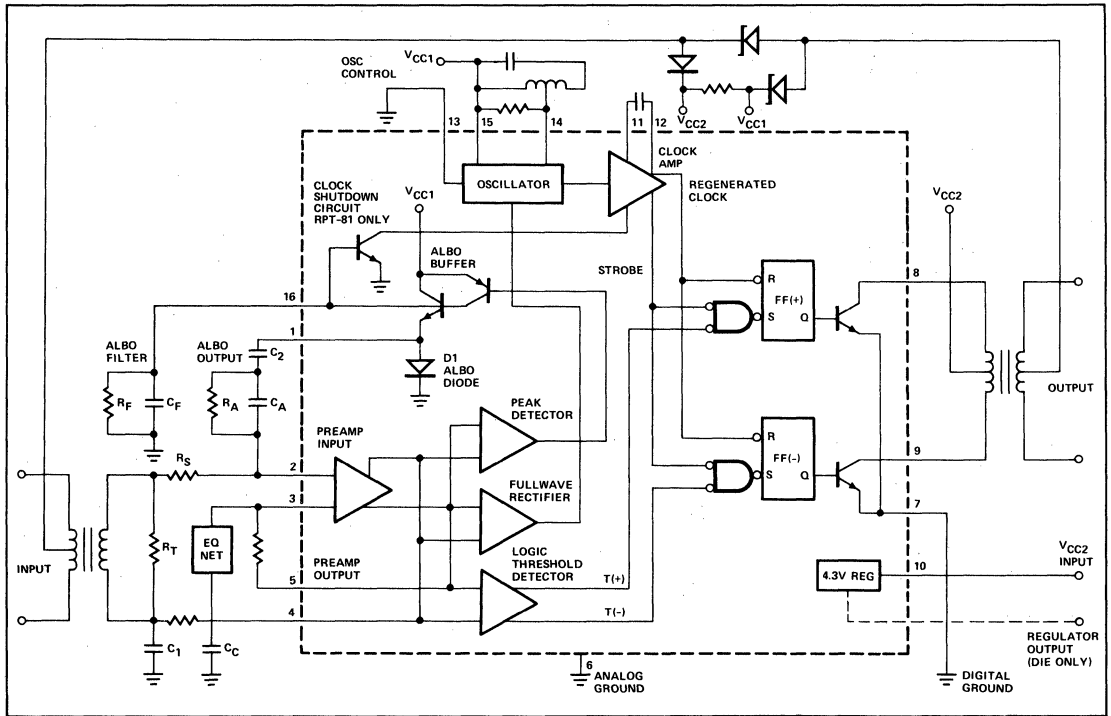 OSC
CONTROL
VCC1
13
15
14
11
12
VCC2
VCC1
CLOCK
AMP
OSCILLATOR
REGENERATED
CLOCK
CLOCK
SHUTDOWN
CIRCUIT
RPT-81 ONLY
VCC1
ALBO
BUFFER
VCC2
STROBE
8
R
FF(+)
S
Q
16
1
ALBO
FILTER
ALBO
OUTPUT
C2
D1
ALBO
DIODE
RF
CF
RA
CA
OUTPUT
PEAK
DETECTOR
PREAMP
INPUT
R
FF(-)
S
Q
9
RS
2
3
FULLWAVE
RECTIFIER
7
EQ
NET
RT
INPUT
PREAMP
OUTPUT
LOGIC
THRESHOLD
DETECTOR
5
4
T(+)
T(-)
4.3V REG
10
VCC2
INPUT
C1
CC
REGULATOR
OUTPUT
(DIE ONLY)
6
ANALOG
GROUND
DIGITAL
GROUND